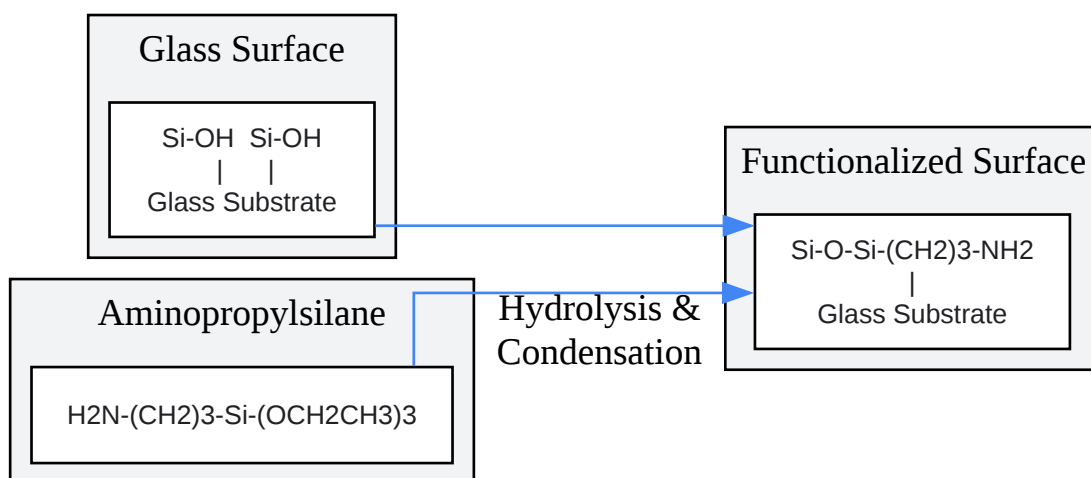 Glass Surface
Si-OH  Si-OH
|      |
Glass Substrate
Aminopropylsilane
H2N-(CH2)3-Si-(OCH2CH3)3
Hydrolysis &
Condensation
Functionalized Surface
Si-O-Si-(CH2)3-NH2
|
Glass Substrate